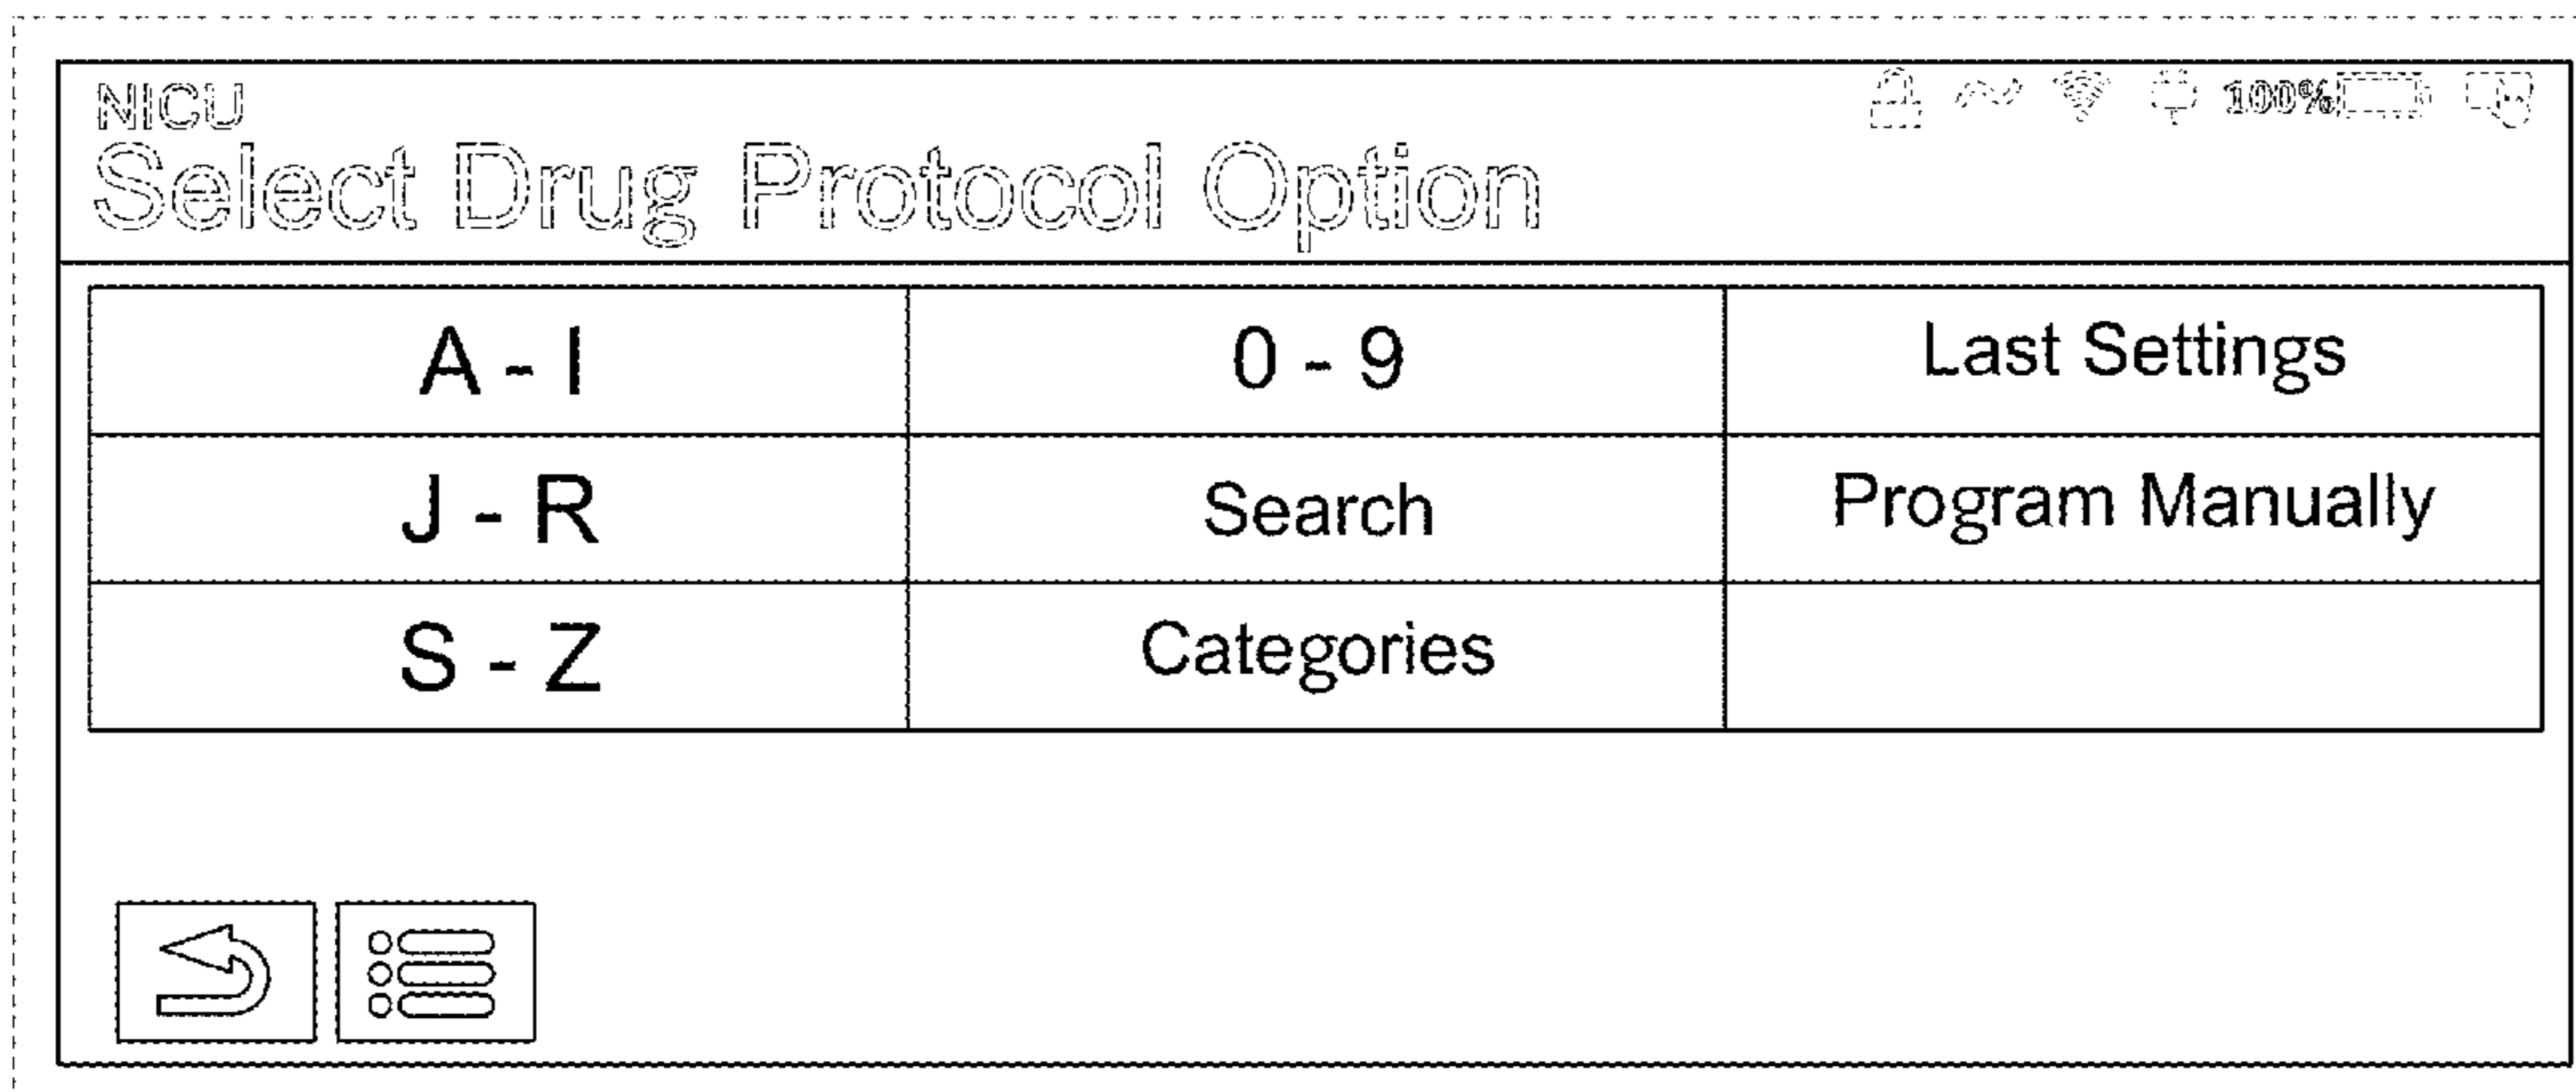 NICU
100%
Select Drug Protocol Option
A - I
0 - 9
Last Settings
J - R
Search
Program Manually
S - Z
Categories